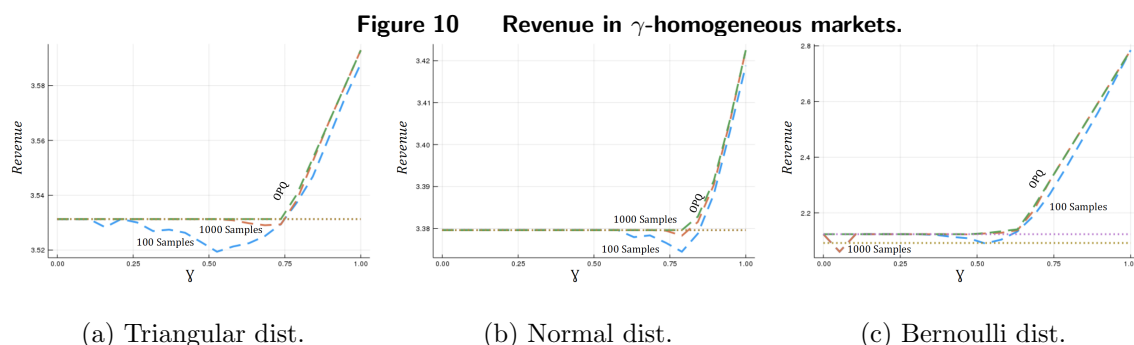 Figure 10 Revenue in γ-homogeneous markets.
Revenue
3.58
3.56
3.54
3.52
OPQ
1000 Samples
100 Samples
0.00 0.25 0.50 0.75 1.00
γ
(a) Triangular dist.
Revenue
3.42
3.41
3.40
3.39
3.38
OPQ
1000 Samples
100 Samples
0.00 0.25 0.50 0.75 1.00
γ
(b) Normal dist.
Revenue
2.8
2.6
2.4
2.2
OPQ
100 Samples
1000 Samples
0.00 0.25 0.50 0.75 1.00
γ
(c) Bernoulli dist.